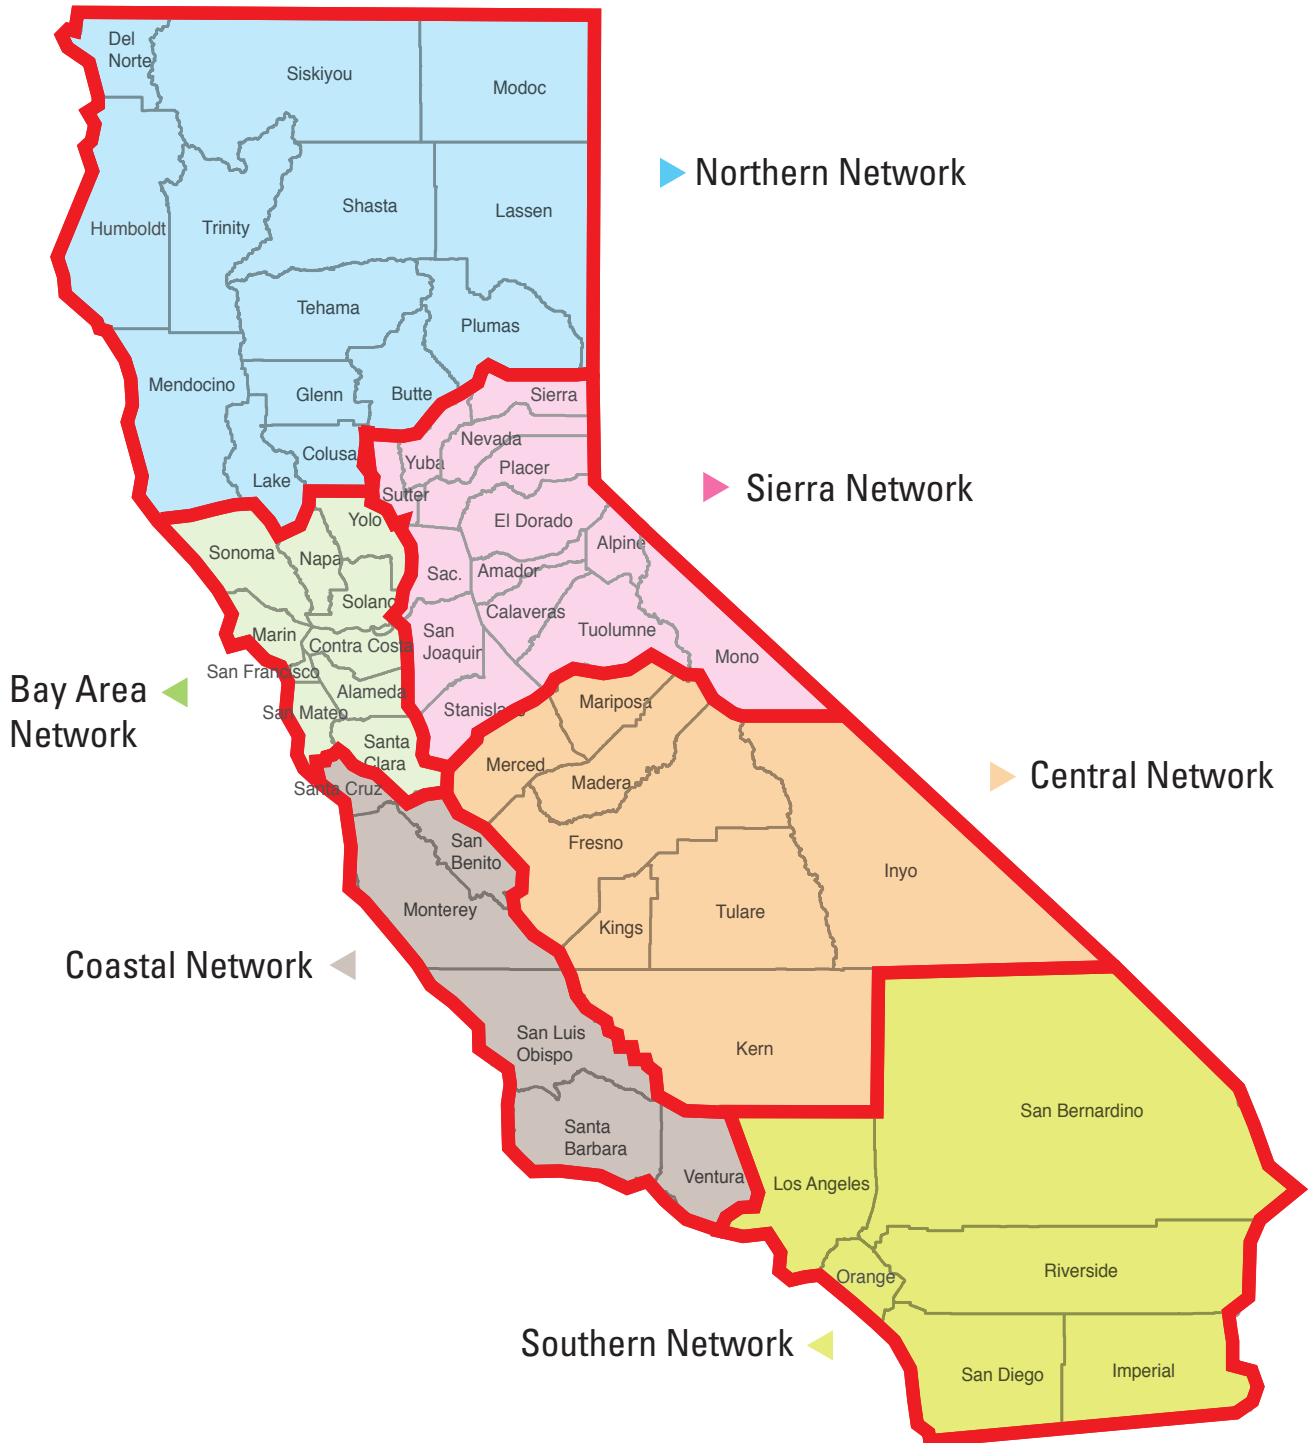 Del
Norte
Siskiyou
Modoc
Northern Network
Humboldt
Trinity
Shasta
Lassen
Tehama
Plumas
Mendocino
Glenn
Butte
Sierra
Colusa
Lake
Nevada
Yuba
Placer
Sutter
Sierra Network
Yolo
El Dorado
Sonoma
Napa
Alpine
Sac.
Amador
Solano
Calaveras
Marin
Contra Costa
San
Joaquin
Tuolumne
Mono
San Francisco
Bay Area
Network
Alameda
San Mateo
Stanislaus
Mariposa
Santa
Clara
Merced
Madera
Central Network
Santa Cruz
San
Benito
Fresno
Inyo
Monterey
Kings
Tulare
Coastal Network
San Luis
Obispo
Kern
San Bernardino
Santa
Barbara
Ventura
Los Angeles
Orange
Riverside
Southern Network
San Diego
Imperial